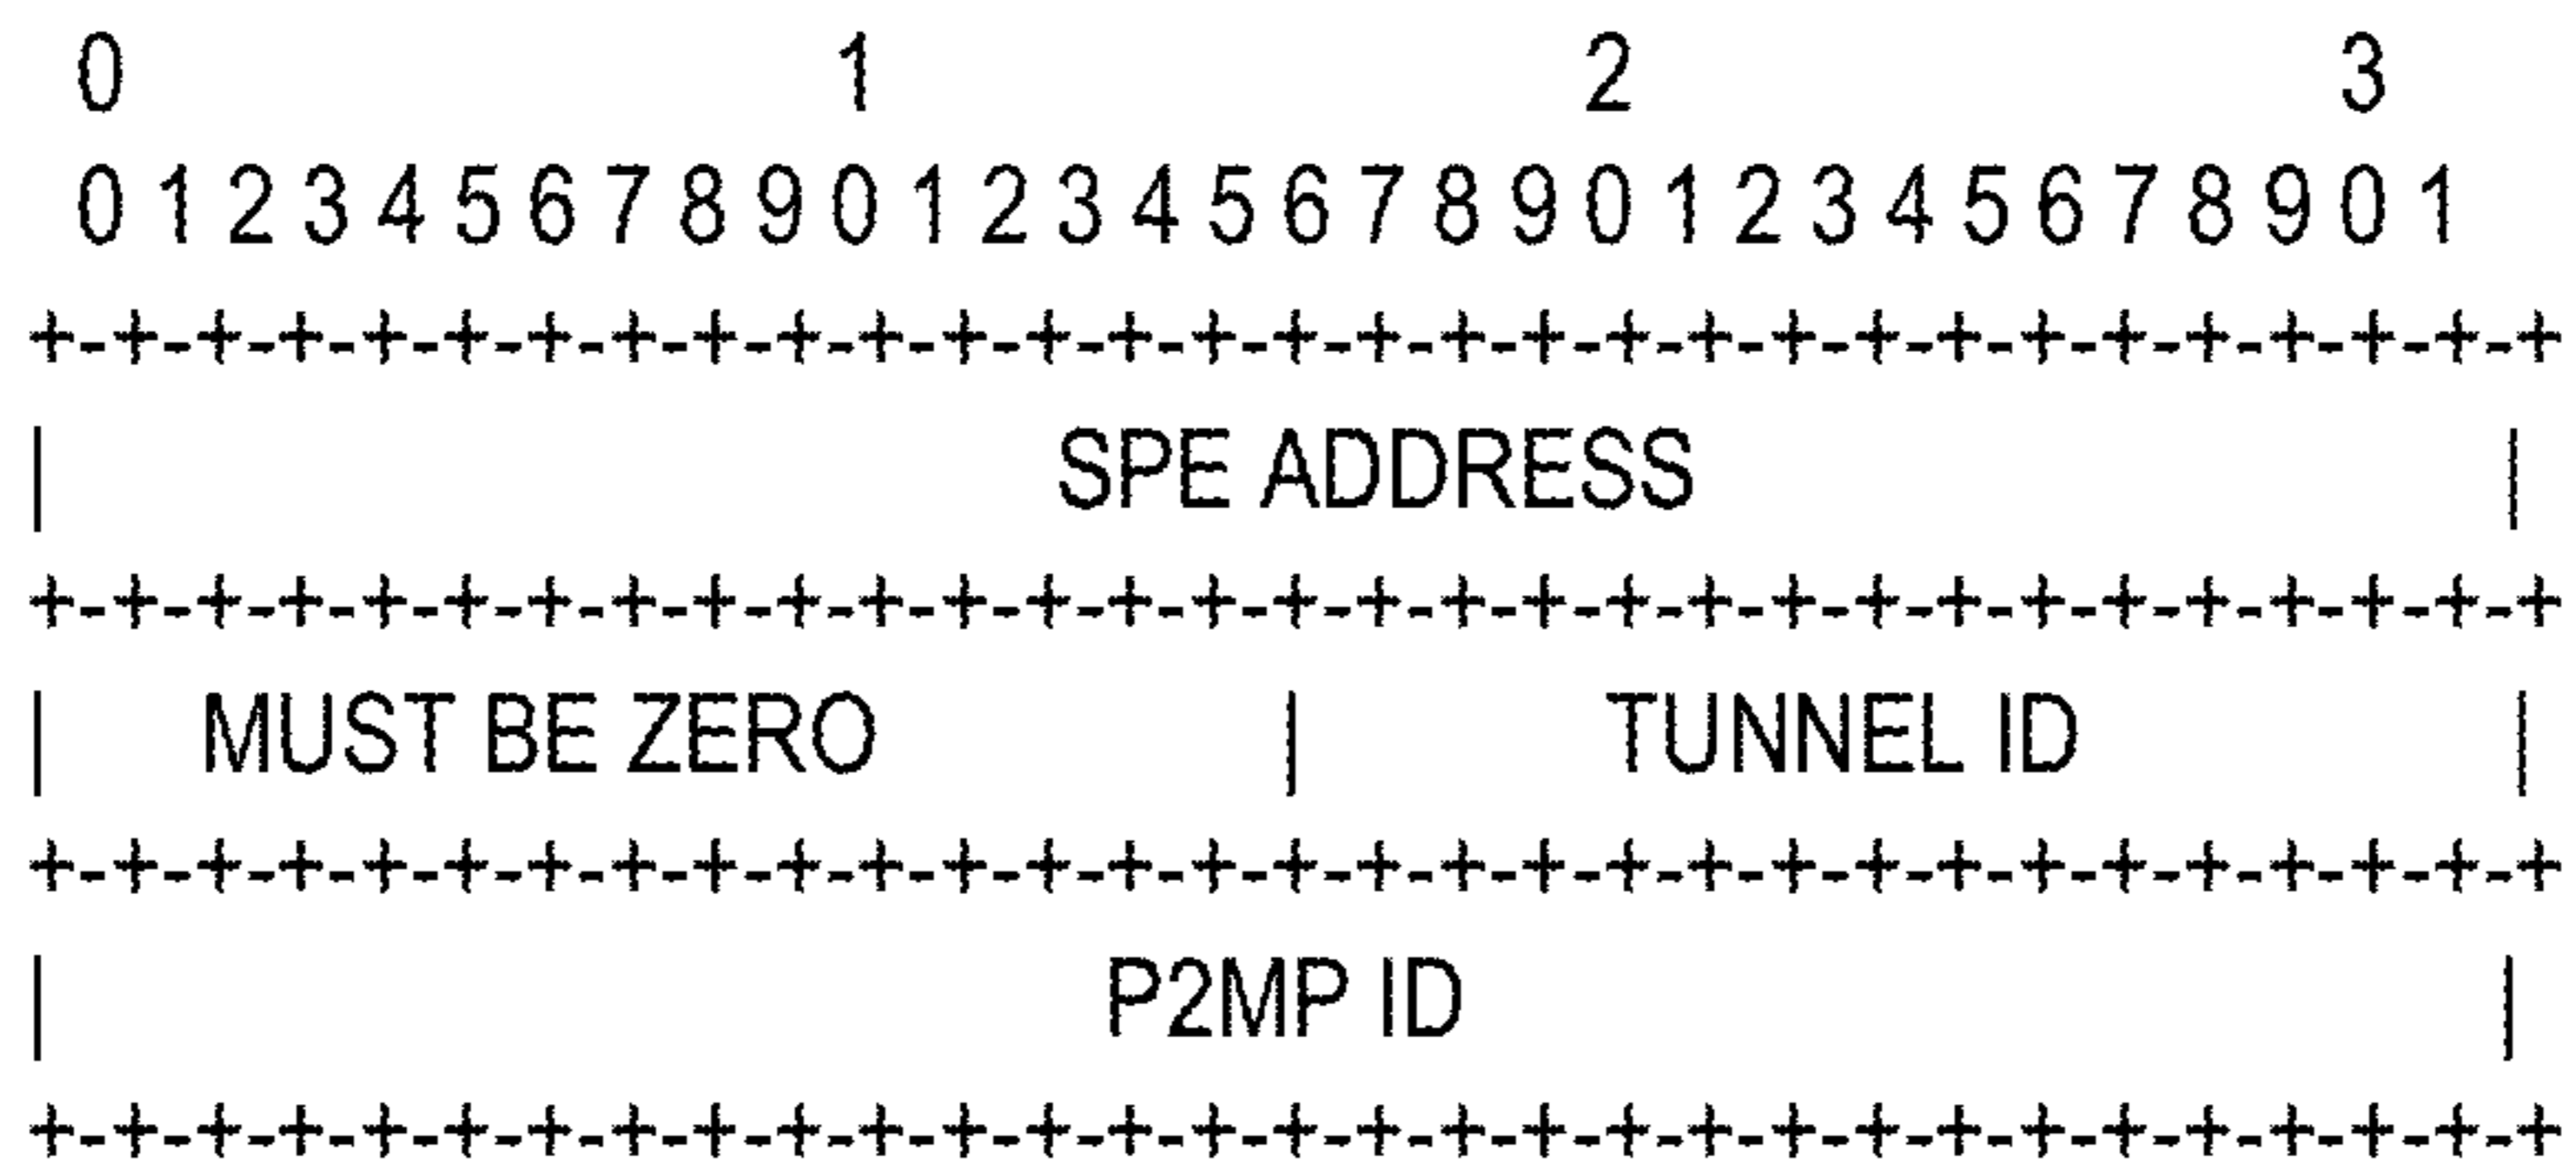 0 1 2 3
0 1 2 3 4 5 6 7 8 9 0 1 2 3 4 5 6 7 8 9 0 1 2 3 4 5 6 7 8 9 0 1
+-+-+-+-+-+-+-+-+-+-+-+-+-+-+-+-+-+-+-+-+-+-+-+-+-+-+-+-+-+-+
| SPE ADDRESS |
+-+-+-+-+-+-+-+-+-+-+-+-+-+-+-+-+-+-+-+-+-+-+-+-+-+-+-+-+-+-+
| MUST BE ZERO | TUNNEL ID |
+-+-+-+-+-+-+-+-+-+-+-+-+-+-+-+-+-+-+-+-+-+-+-+-+-+-+-+-+-+-+
| P2MP ID |
+-+-+-+-+-+-+-+-+-+-+-+-+-+-+-+-+-+-+-+-+-+-+-+-+-+-+-+-+-+-+